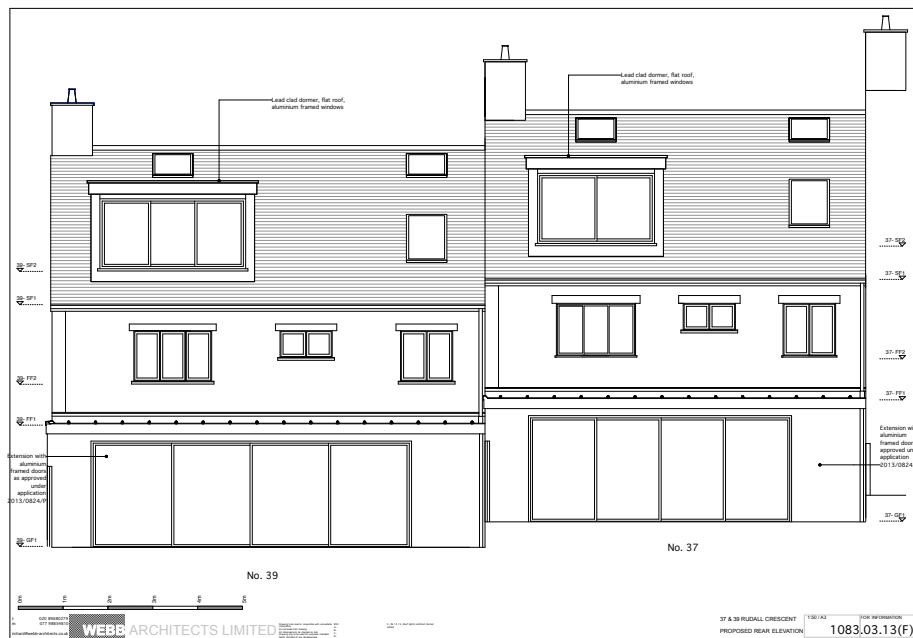 Lead clad dormer, flat roof,
aluminium framed windows
Lead clad dormer, flat roof,
aluminium framed windows
39- SF2
39- SF1
39- FF2
39- FF1
39- GF1
37- SF2
37- SF1
37- FF2
37- FF1
37- GF1
Extension with
aluminium
framed doors
as approved
under
application
2013/0824/P
Extension wi
aluminium
framed door
approved un
application
2013/0824/
No. 39
No. 37
0m
1m
2m
3m
4m
5m
WEBB ARCHITECTS LIMITED
37 & 39 RUDALL CRESCENT
PROPOSED REAR ELEVATION
1:50 / A3
FOR INFORMATION
1083.03.13(F)